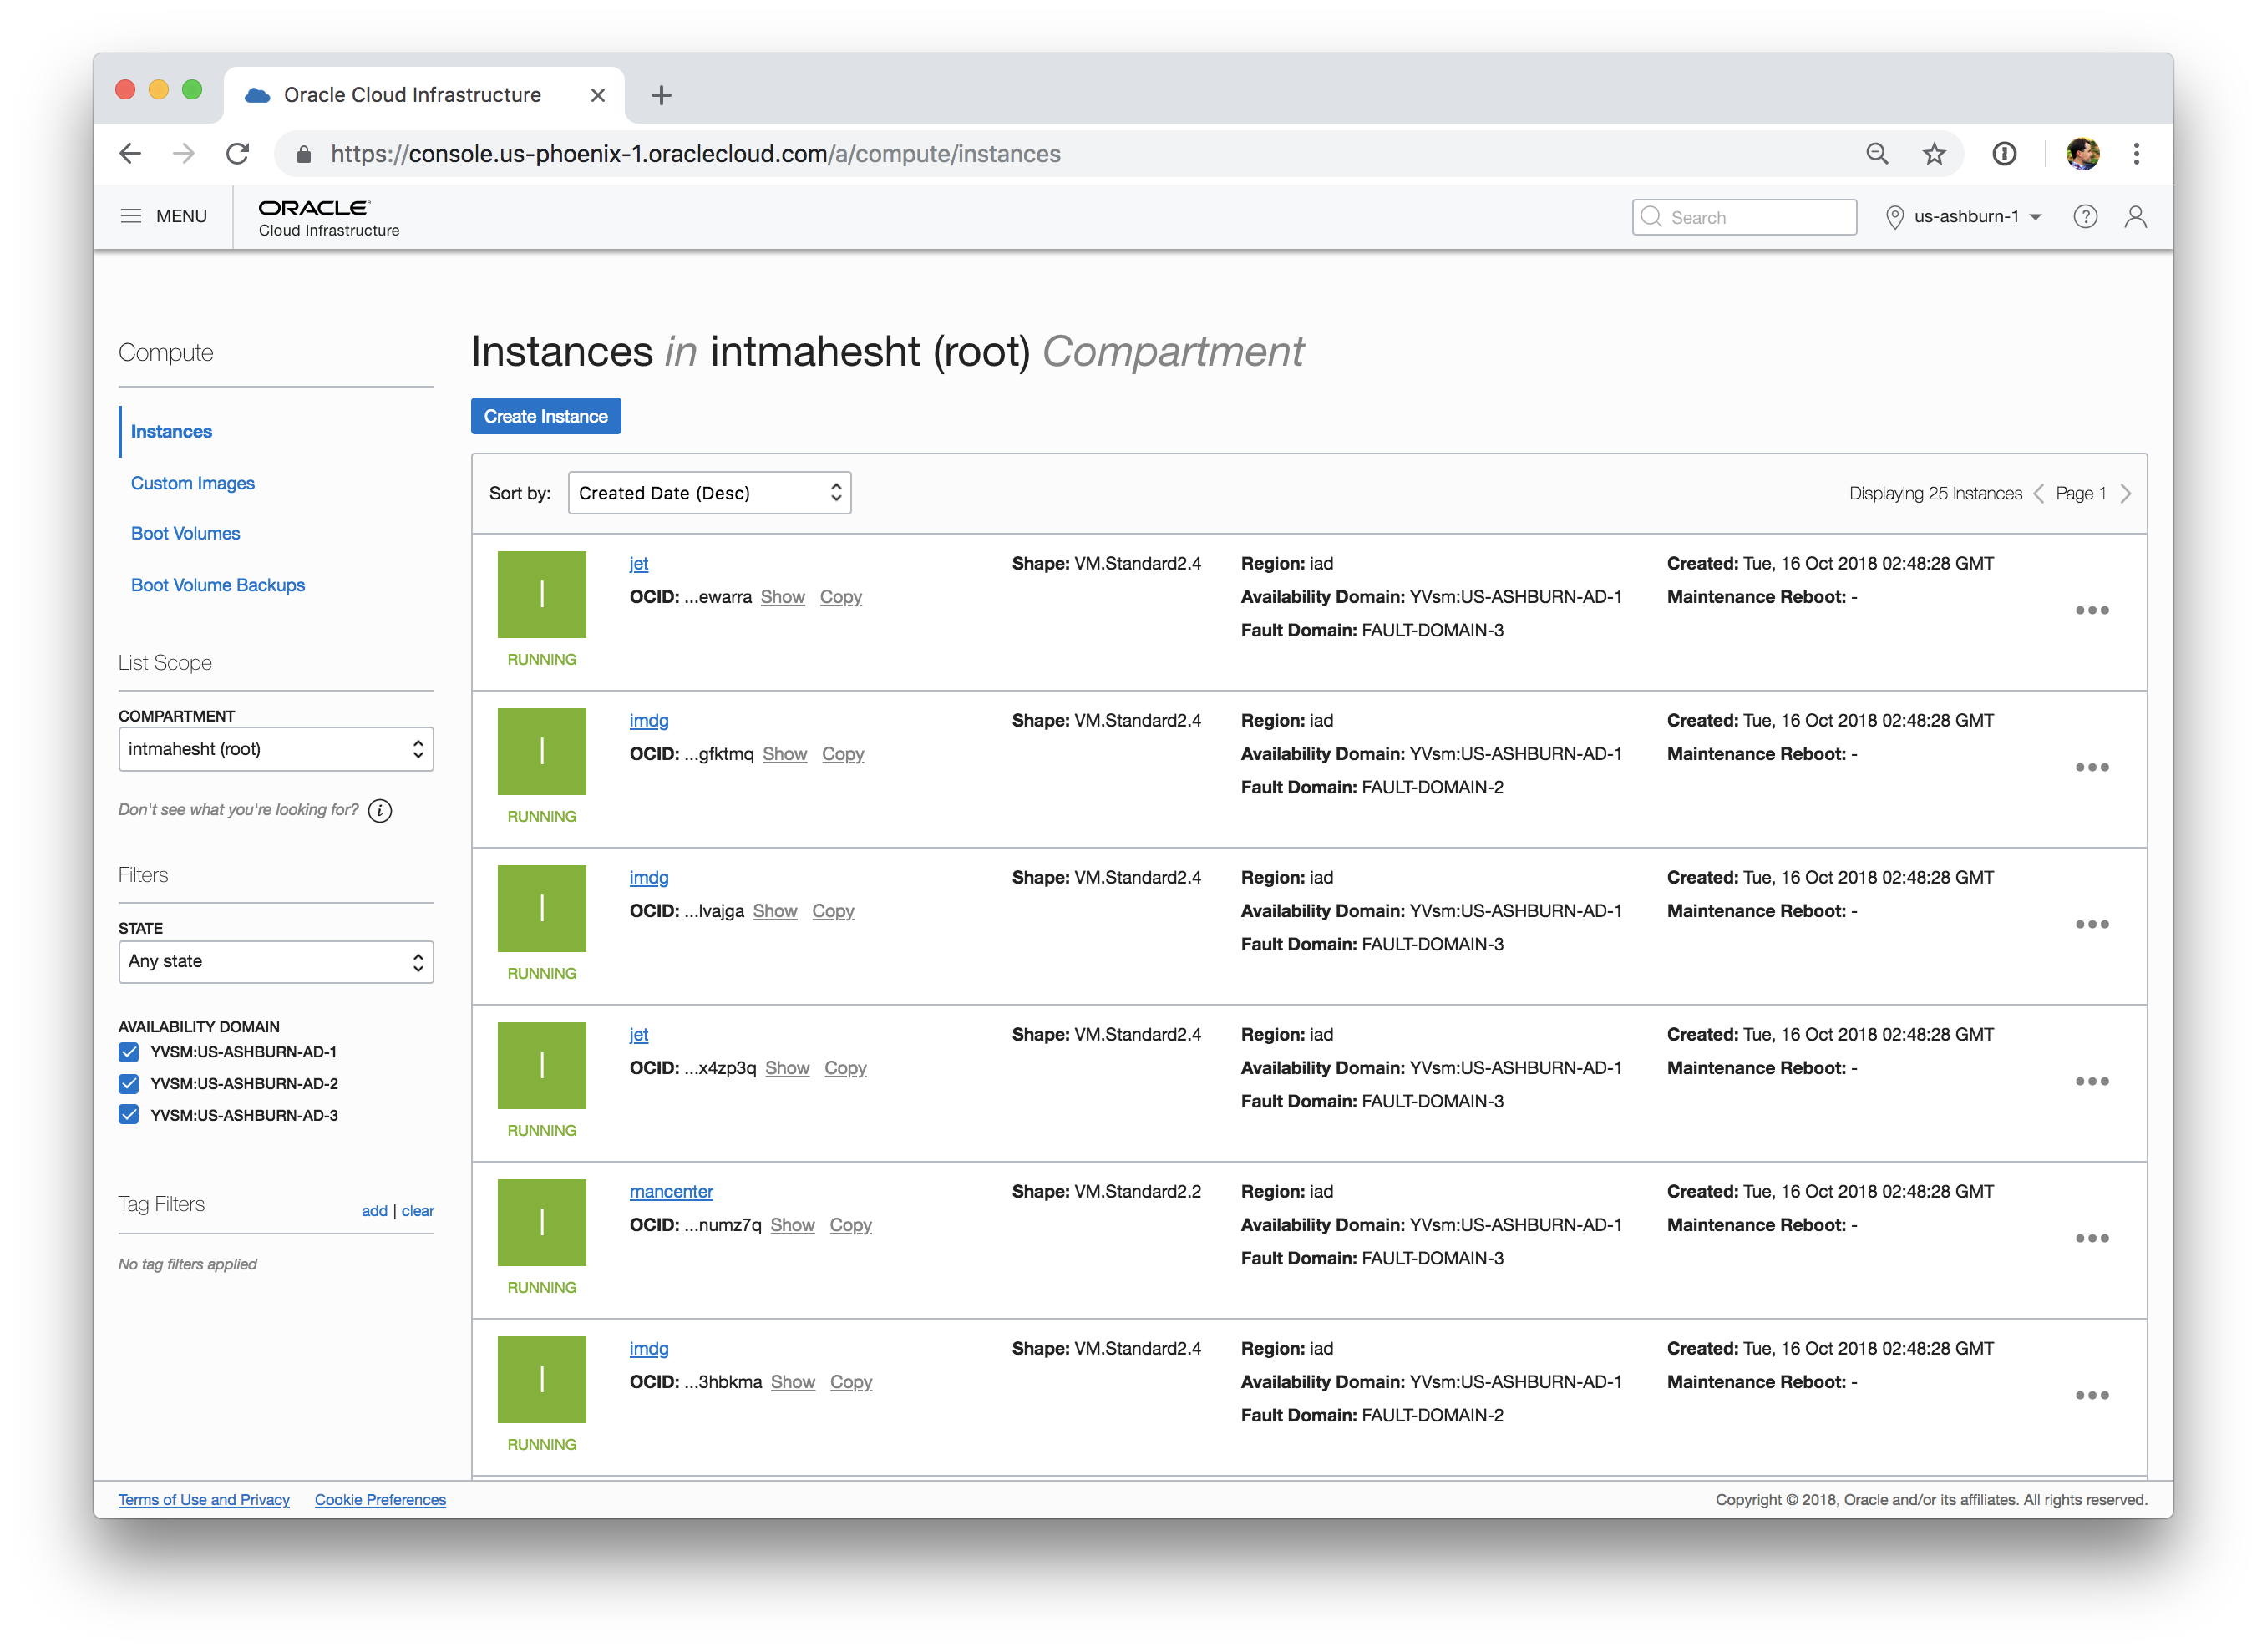 Oracle Cloud Infrastructure
https://console.us-phoenix-1.oraclecloud.com/a/compute/instances
MENU
ORACLE
Cloud Infrastructure
Search
us-ashburn-1
Compute
Instances
Custom Images
Boot Volumes
Boot Volume Backups
List Scope
COMPARTMENT
intmahesht (root)
Don't see what you're looking for?
Filters
STATE
Any state
AVAILABILITY DOMAIN
YVSM:US-ASHBURN-AD-1
YVSM:US-ASHBURN-AD-2
YVSM:US-ASHBURN-AD-3
Tag Filters add | clear
No tag filters applied
Instances in intmahesht (root) Compartment
Create Instance
Sort by: Created Date (Desc) Displaying 25 Instances Page 1
I
RUNNING
jet
OCID: ...ewarra Show Copy
Shape: VM.Standard2.4
Region: iad
Availability Domain: YVsm:US-ASHBURN-AD-1
Fault Domain: FAULT-DOMAIN-3
Created: Tue, 16 Oct 2018 02:48:28 GMT
Maintenance Reboot: -
I
RUNNING
imdg
OCID: ...gfktmq Show Copy
Shape: VM.Standard2.4
Region: iad
Availability Domain: YVsm:US-ASHBURN-AD-1
Fault Domain: FAULT-DOMAIN-2
Created: Tue, 16 Oct 2018 02:48:28 GMT
Maintenance Reboot: -
I
RUNNING
imdg
OCID: ...lvajga Show Copy
Shape: VM.Standard2.4
Region: iad
Availability Domain: YVsm:US-ASHBURN-AD-1
Fault Domain: FAULT-DOMAIN-3
Created: Tue, 16 Oct 2018 02:48:28 GMT
Maintenance Reboot: -
I
RUNNING
jet
OCID: ...x4zp3q Show Copy
Shape: VM.Standard2.4
Region: iad
Availability Domain: YVsm:US-ASHBURN-AD-1
Fault Domain: FAULT-DOMAIN-3
Created: Tue, 16 Oct 2018 02:48:28 GMT
Maintenance Reboot: -
I
RUNNING
mancenter
OCID: ...numz7q Show Copy
Shape: VM.Standard2.2
Region: iad
Availability Domain: YVsm:US-ASHBURN-AD-1
Fault Domain: FAULT-DOMAIN-3
Created: Tue, 16 Oct 2018 02:48:28 GMT
Maintenance Reboot: -
I
RUNNING
imdg
OCID: ...3hbkma Show Copy
Shape: VM.Standard2.4
Region: iad
Availability Domain: YVsm:US-ASHBURN-AD-1
Fault Domain: FAULT-DOMAIN-2
Created: Tue, 16 Oct 2018 02:48:28 GMT
Maintenance Reboot: -
Terms of Use and Privacy Cookie Preferences
Copyright © 2018, Oracle and/or its affiliates. All rights reserved.